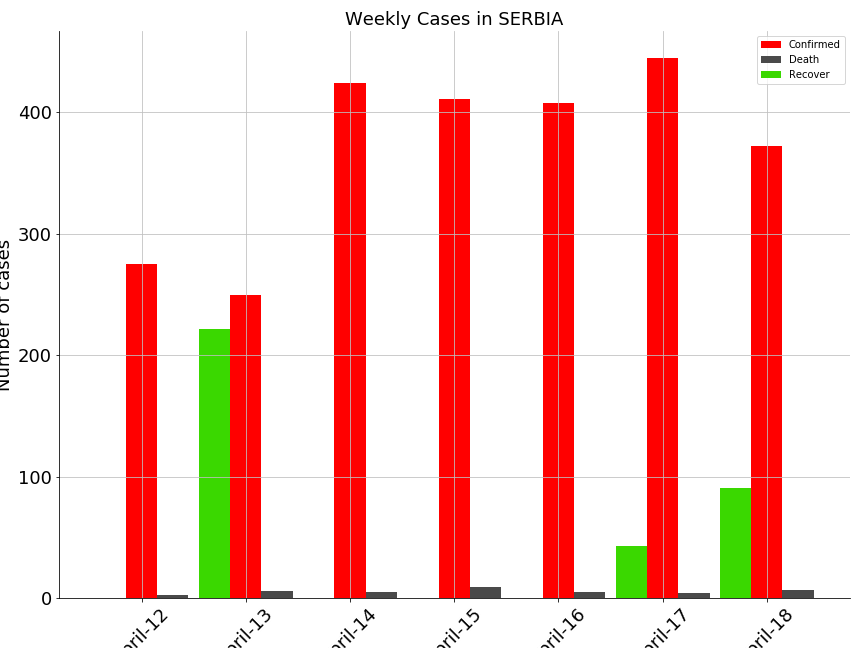 Weekly Cases in SERBIA
Confirmed
Death
Recover
Number of cases
400
300
200
100
0
pril-12
pril-13
pril-14
pril-15
pril-16
pril-17
pril-18